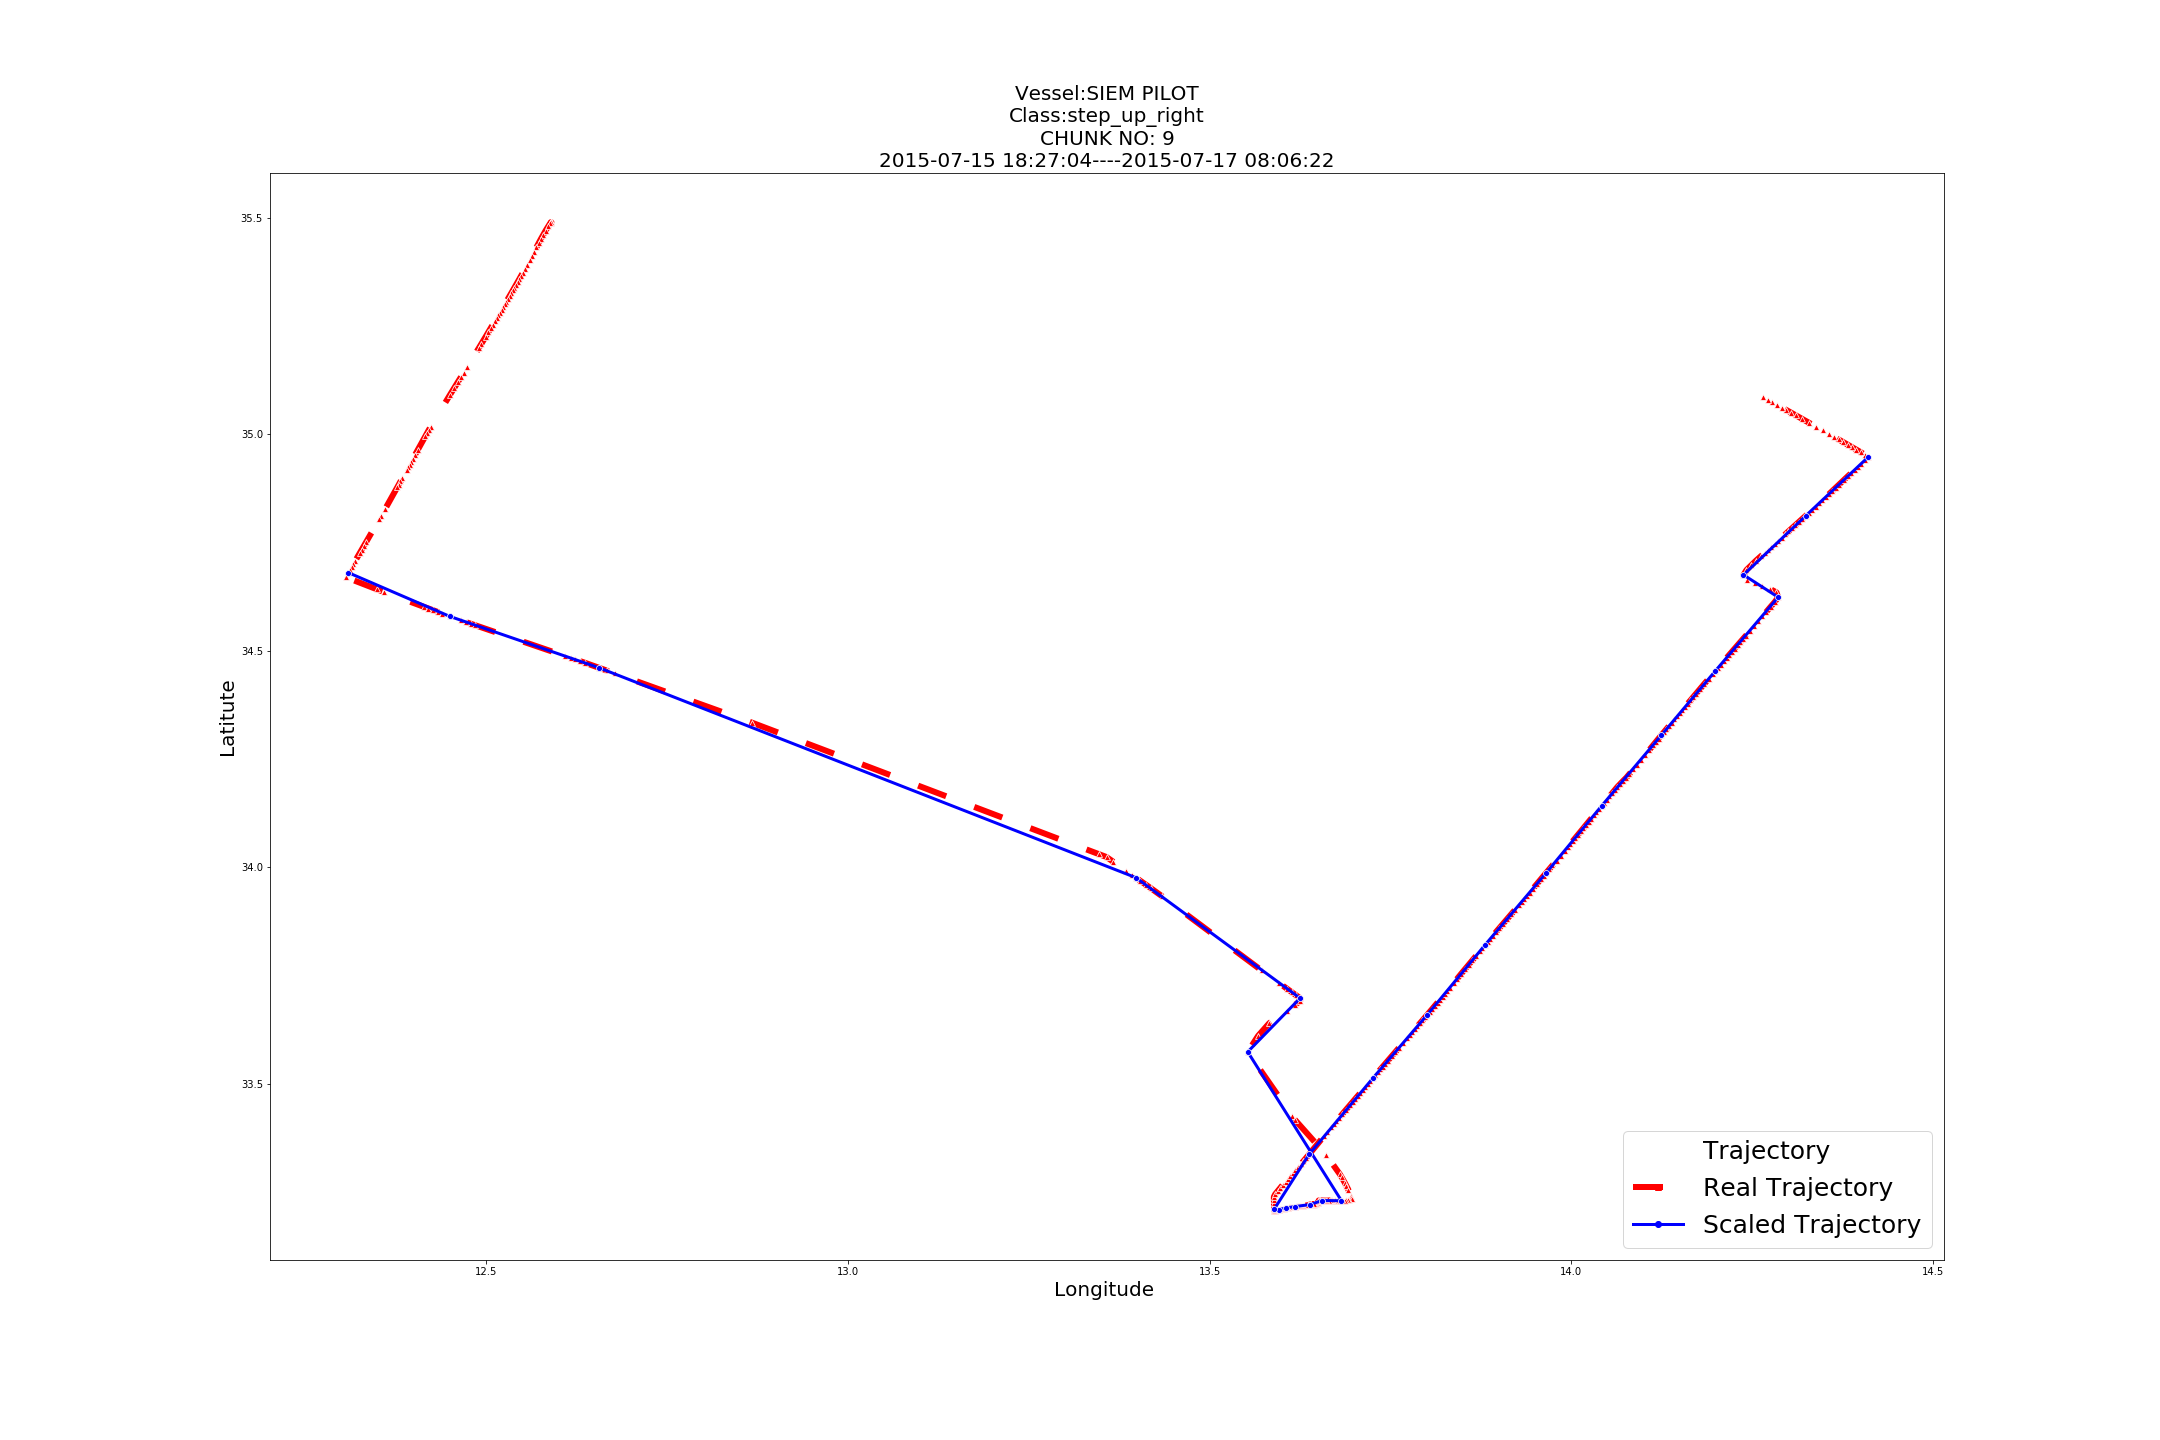 Vessel:SIEM PILOT
Class:step_up_right
CHUNK NO: 9
2015-07-15 18:27:04----2015-07-17 08:06:22
35.5
35.0
34.5
34.0
33.5
Latitute
12.5
13.0
13.5
14.0
14.5
Longitude
Trajectory
Real Trajectory
Scaled Trajectory